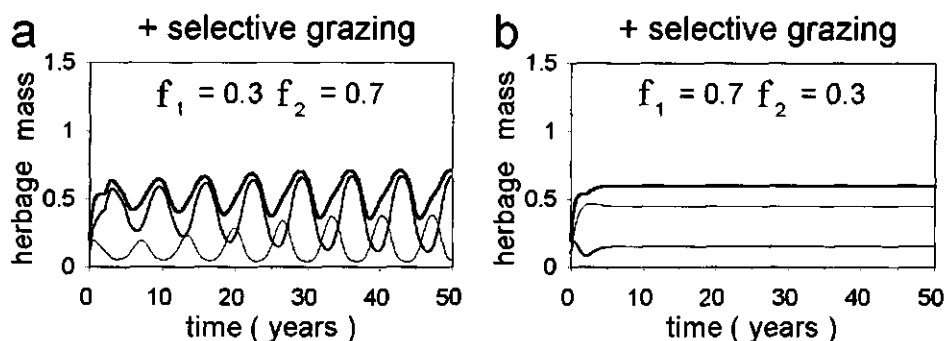 a + selective grazing
f1 = 0.3 f2 = 0.7
herbage mass
1.5
1
0.5
0
0 10 20 30 40 50
time ( years )
b + selective grazing
f1 = 0.7 f2 = 0.3
herbage mass
1.5
1
0.5
0
0 10 20 30 40 50
time ( years )